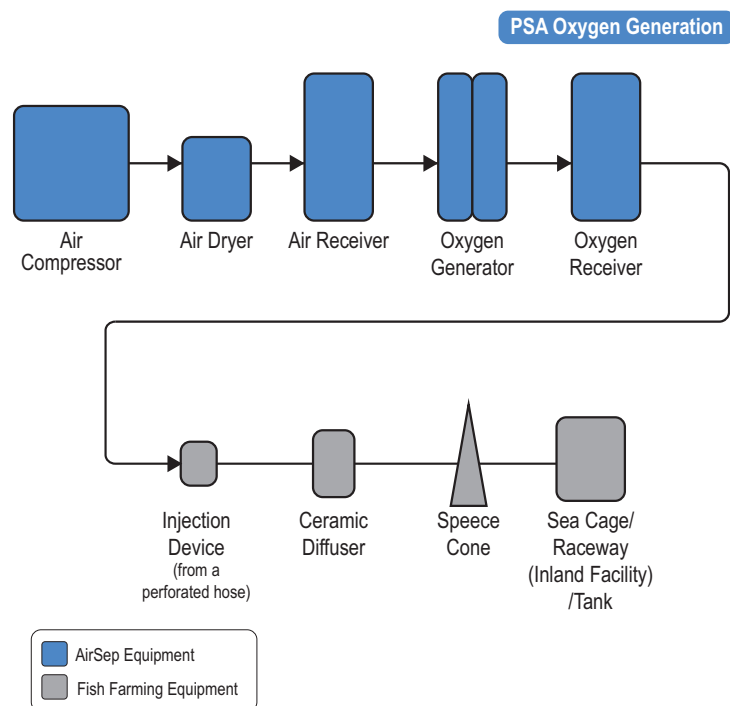 PSA Oxygen Generation
Air
Compressor
Air Dryer
Air Receiver
Oxygen
Generator
Oxygen
Receiver
Injection
Device
(from a
perforated hose)
Ceramic
Diffuser
Speece
Cone
Sea Cage/
Raceway
(Inland Facility)
/Tank
AirSep Equipment
Fish Farming Equipment